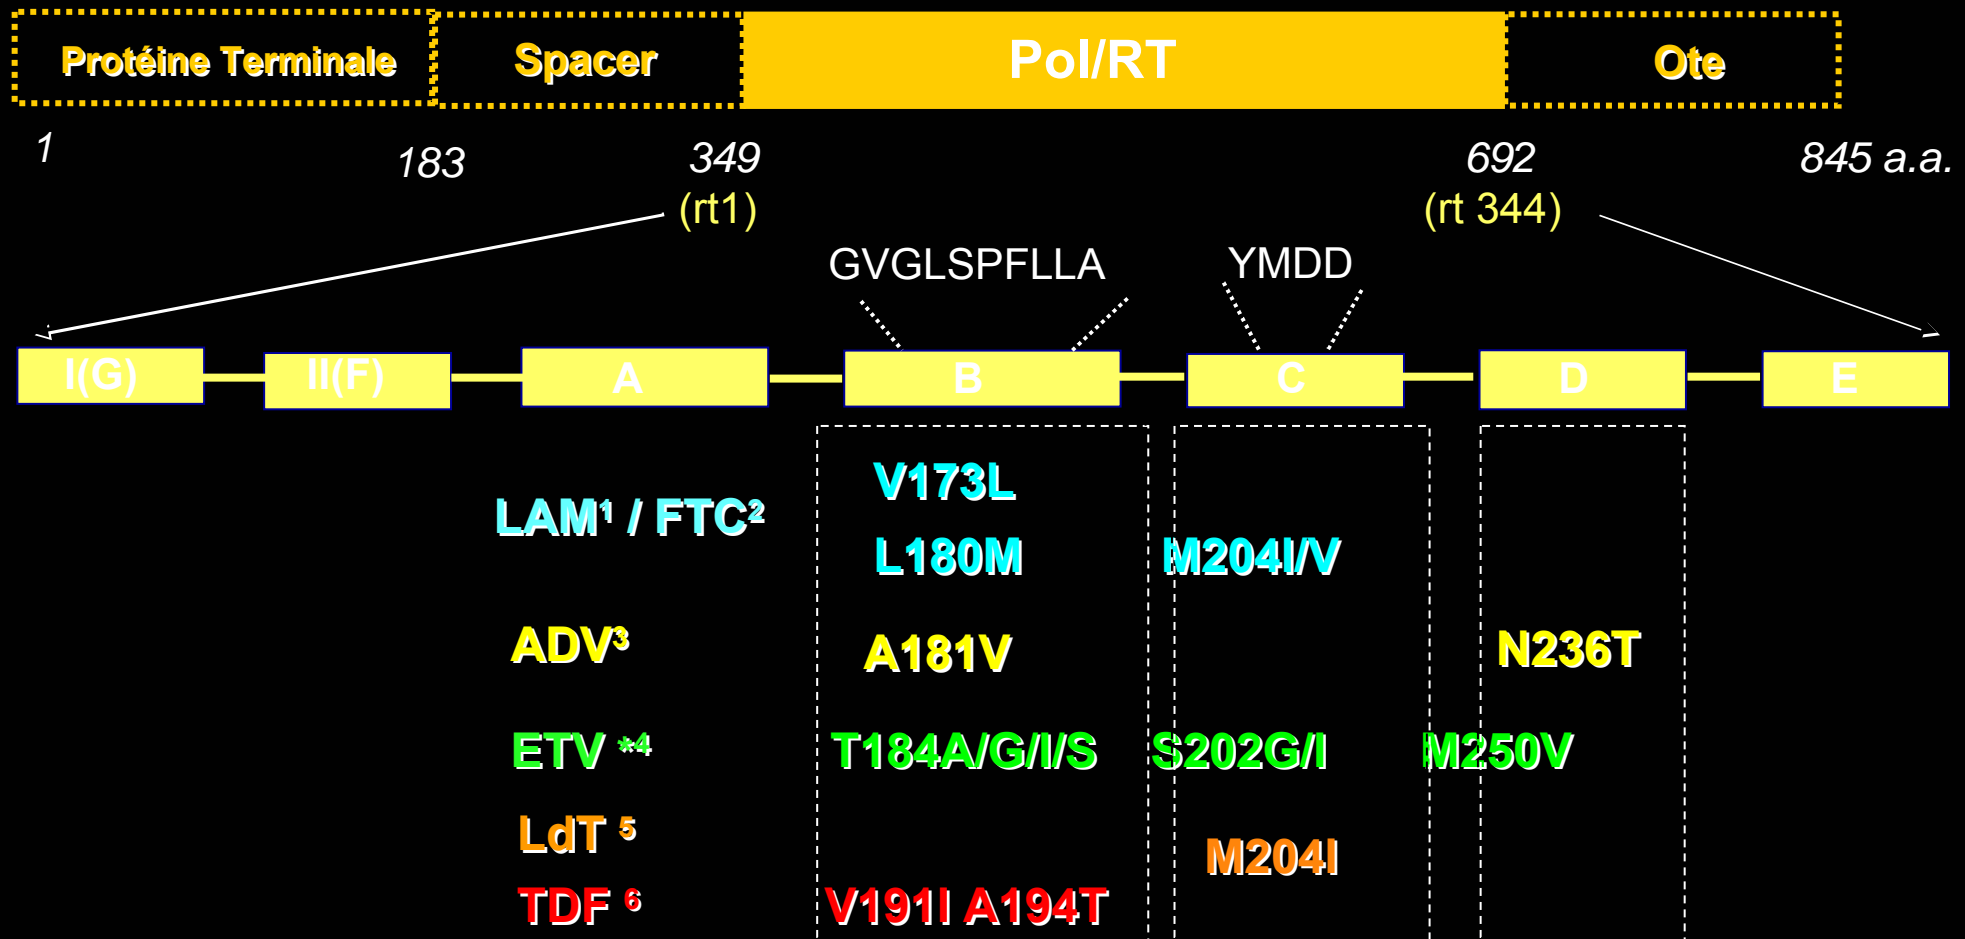 Protéine Terminale Spacer Pol/RT Ote
1 183 349 692 845 a.a.
(rt1) (rt 344)
GVGLSPFLLA YMDD
I(G) II(F) A B C D E
V173L
LAM¹ / FTC²
L180M M204I/V
ADV³ A181V N236T
ETV *⁴ T184A/G/I/S S202G/I M250V
LdT ⁵
M204I
TDF ⁶ V191I A194T